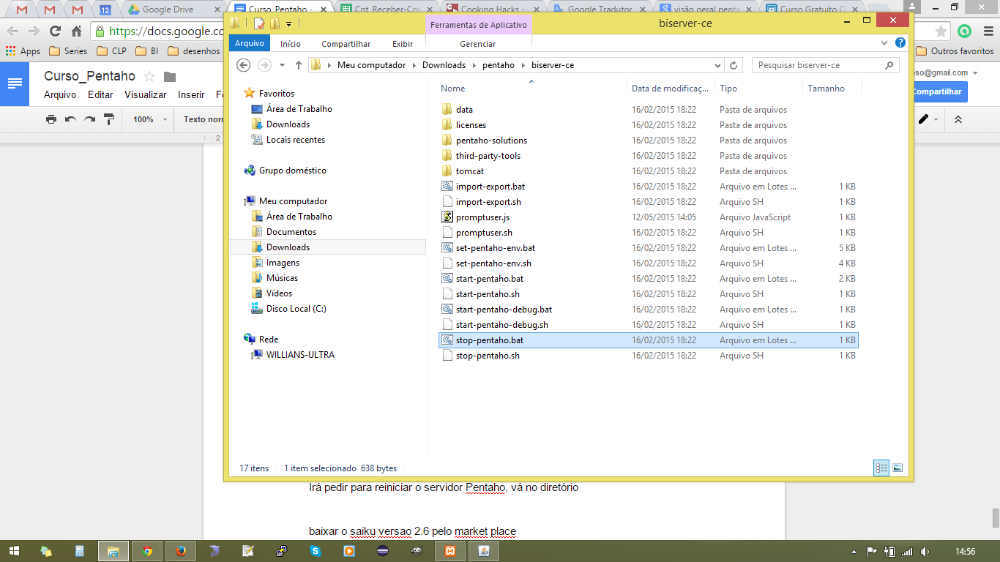 12
Google Drive
Curso_Pentaho -
Cnt_Receber-Cnt
Cooking Hacks -
Google Tradutor
visão geral penta
Curso Gratuito O
https://docs.google.co
Apps
Series
CLP
BI
desenhos
Outros favoritos
Curso_Pentaho
oso@gmail.com
Arquivo Editar Visualizar Inserir
Compartilhar
100%
Texto norm
2
Ferramentas de Aplicativo
biserver-ce
Arquivo
Início
Compartilhar
Exibir
Gerenciar
Meu computador
Downloads
pentaho
biserver-ce
Pesquisar biserver-ce
Favoritos
Área de Trabalho
Downloads
Locais recentes
Grupo doméstico
Meu computador
Área de Trabalho
Documentos
Downloads
Imagens
Músicas
Vídeos
Disco Local (C:)
Rede
WILLIANS-ULTRA
Nome Data de modificaç... Tipo Tamanho
data 16/02/2015 18:22 Pasta de arquivos
licenses 16/02/2015 18:22 Pasta de arquivos
pentaho-solutions 16/02/2015 18:22 Pasta de arquivos
third-party-tools 16/02/2015 18:22 Pasta de arquivos
tomcat 16/02/2015 18:22 Pasta de arquivos
import-export.bat 16/02/2015 18:22 Arquivo em Lotes ... 1 KB
import-export.sh 16/02/2015 18:22 Arquivo SH 1 KB
promptuser.js 12/05/2015 14:05 Arquivo JavaScript 1 KB
promptuser.sh 16/02/2015 18:22 Arquivo SH 1 KB
set-pentaho-env.bat 16/02/2015 18:22 Arquivo em Lotes ... 5 KB
set-pentaho-env.sh 16/02/2015 18:22 Arquivo SH 4 KB
start-pentaho.bat 16/02/2015 18:22 Arquivo em Lotes ... 2 KB
start-pentaho.sh 16/02/2015 18:22 Arquivo SH 1 KB
start-pentaho-debug.bat 16/02/2015 18:22 Arquivo em Lotes ... 1 KB
start-pentaho-debug.sh 16/02/2015 18:22 Arquivo SH 1 KB
stop-pentaho.bat 16/02/2015 18:22 Arquivo em Lotes ... 1 KB
stop-pentaho.sh 16/02/2015 18:22 Arquivo SH 1 KB
17 itens 1 item selecionado 638 bytes
Irá pedir para reiniciar o servidor Pentaho, vá no diretório
baixar o saiku versao 2.6 pelo market place
14:56